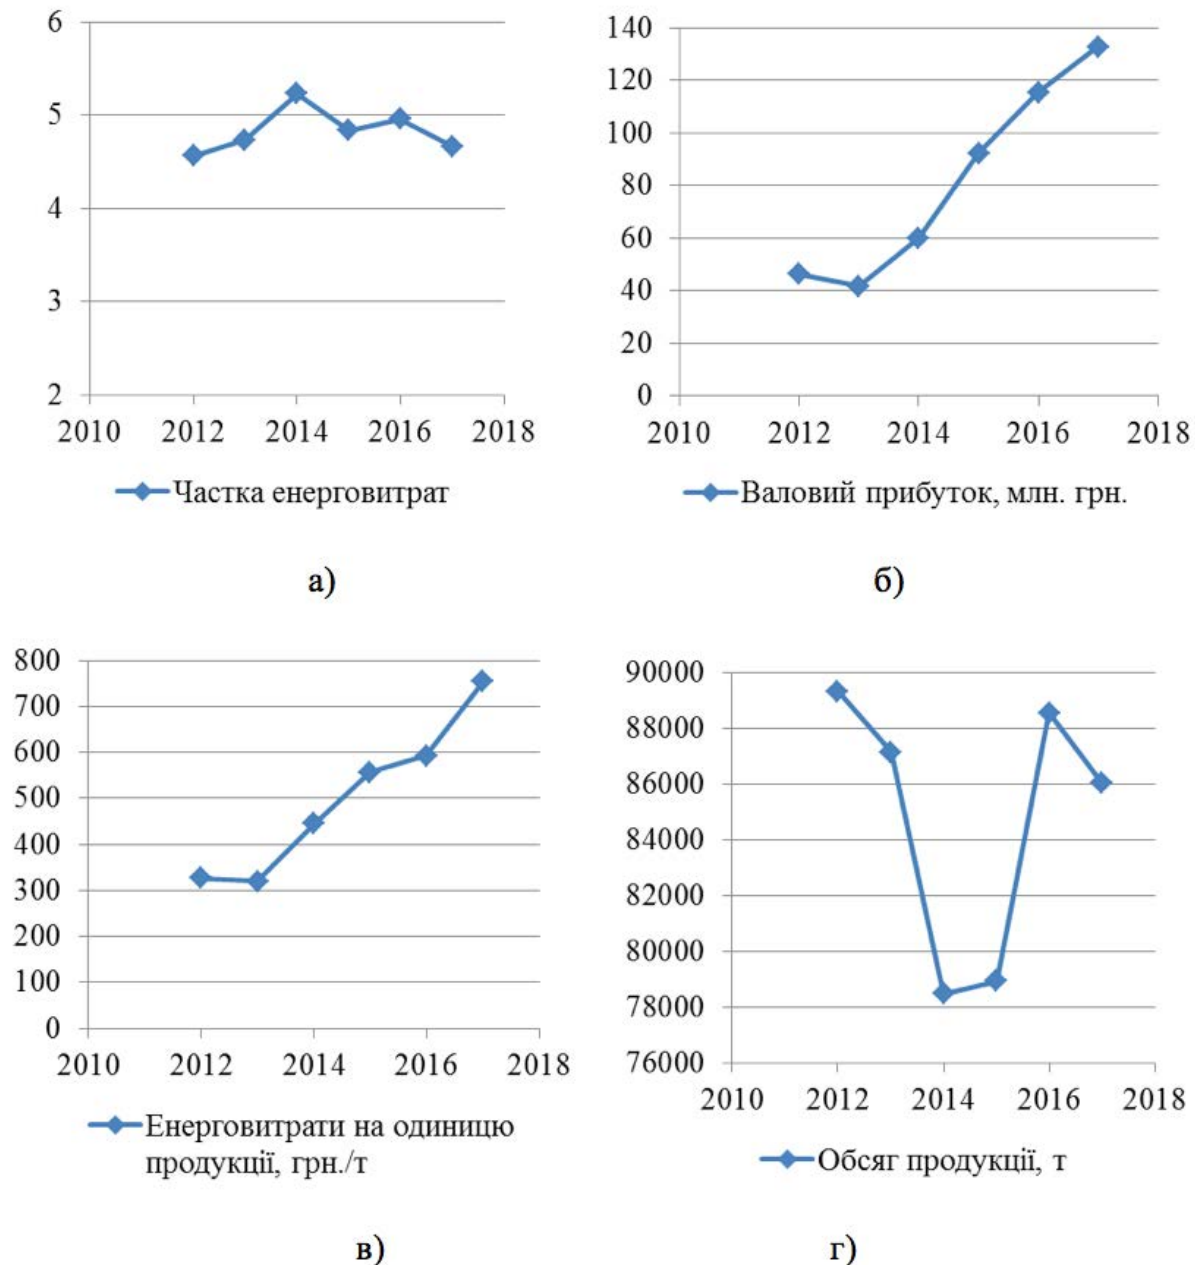 6
5
4
3
2
2010 2012 2014 2016 2018
Частка енерговитрат
а)
140
120
100
80
60
40
20
0
2010 2012 2014 2016 2018
Валовий прибуток, млн. грн.
б)
800
700
600
500
400
300
200
100
0
2010 2012 2014 2016 2018
Енерговитрати на одиницю
продукції, грн./т
в)
90000
88000
86000
84000
82000
80000
78000
76000
2010 2012 2014 2016 2018
Обсяг продукції, т
г)